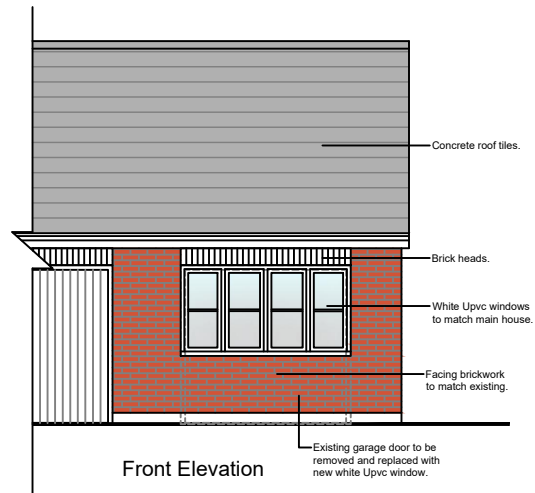 Concrete roof tiles.
Brick heads.
White Upvc windows
to match main house.
Facing brickwork
to match existing.
Existing garage door to be
removed and replaced with
new white Upvc window.
Front Elevation